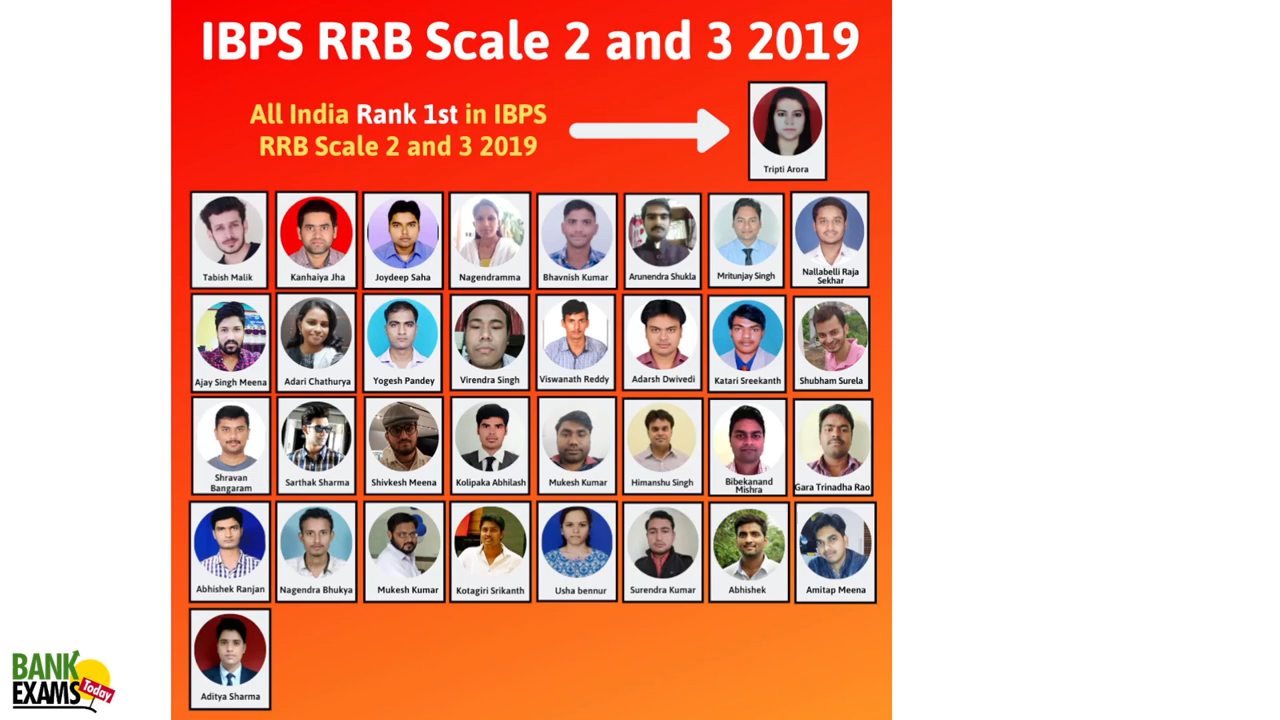 IBPS RRB Scale 2 and 3 2019
All India Rank 1st in IBPS
RRB Scale 2 and 3 2019
Tripti Arora
Tabish Malik
Kanhaiya Jha
Joydeep Saha
Nagendramma
Bhavnish Kumar
Arunendra Shukla
Mritunjay Singh
Nallabelli Raja
Sekhar
Ajay Singh Meena
Adari Chathurya
Yogesh Pandey
Virendra Singh
Viswanath Reddy
Adarsh Dwivedi
Katari Sreekanth
Shubham Surela
Shravan
Bangaram
Sarthak Sharma
Shivkesh Meena
Kolipaka Abhilash
Mukesh Kumar
Himanshu Singh
Bibekanand
Mishra
Gara Trinadha Rao
Abhishek Ranjan
Nagendra Bhukya
Mukesh Kumar
Kotagiri Srikanth
Usha bennur
Surendra Kumar
Abhishek
Amitap Meena
Aditya Sharma
BANK
EXAMS Today